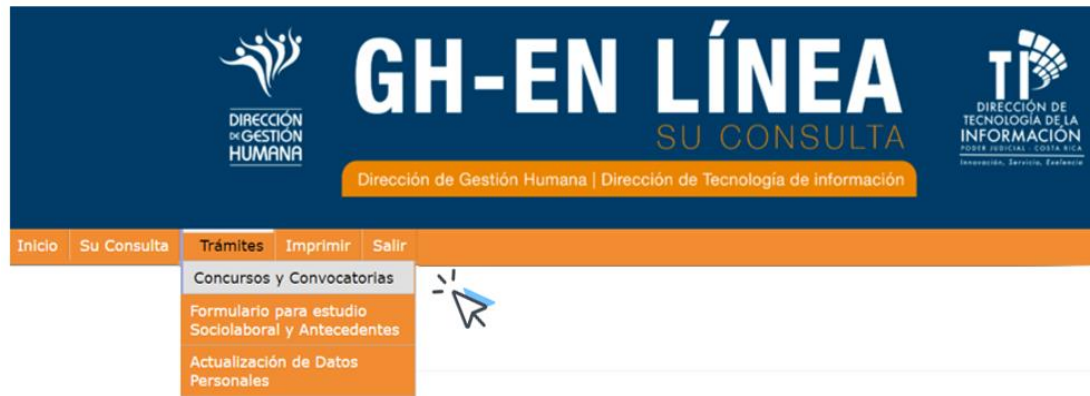 DIRECCIÓN
DE GESTIÓN
HUMANA
GH-EN LÍNEA
SU CONSULTA
Dirección de Gestión Humana | Dirección de Tecnología de información
TI
DIRECCIÓN DE
TECNOLOGÍA DE LA
INFORMACIÓN
PODER JUDICIAL - COSTA RICA
Innovación, Servicio, Exelencia
Inicio Su Consulta Trámites Imprimir Salir
Concursos y Convocatorias
Formulario para estudio
Sociolaboral y Antecedentes
Actualización de Datos
Personales